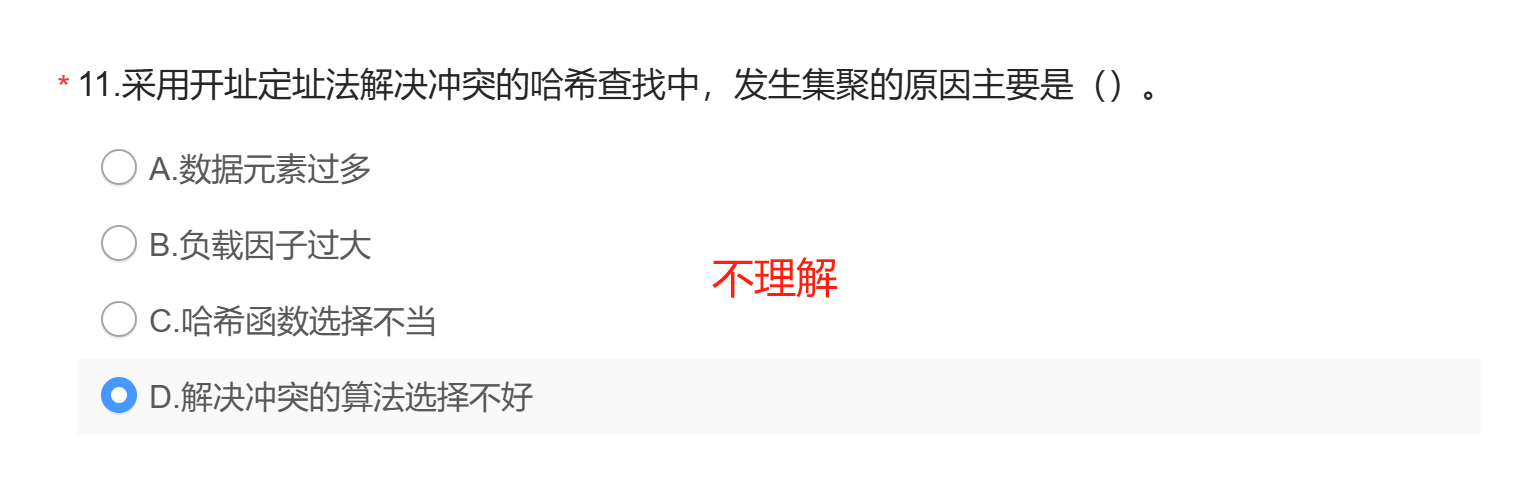 * 11.采用开址定址法解决冲突的哈希查找中，发生集聚的原因主要是（）。
A.数据元素过多
B.负载因子过大
不理解
C.哈希函数选择不当
D.解决冲突的算法选择不好